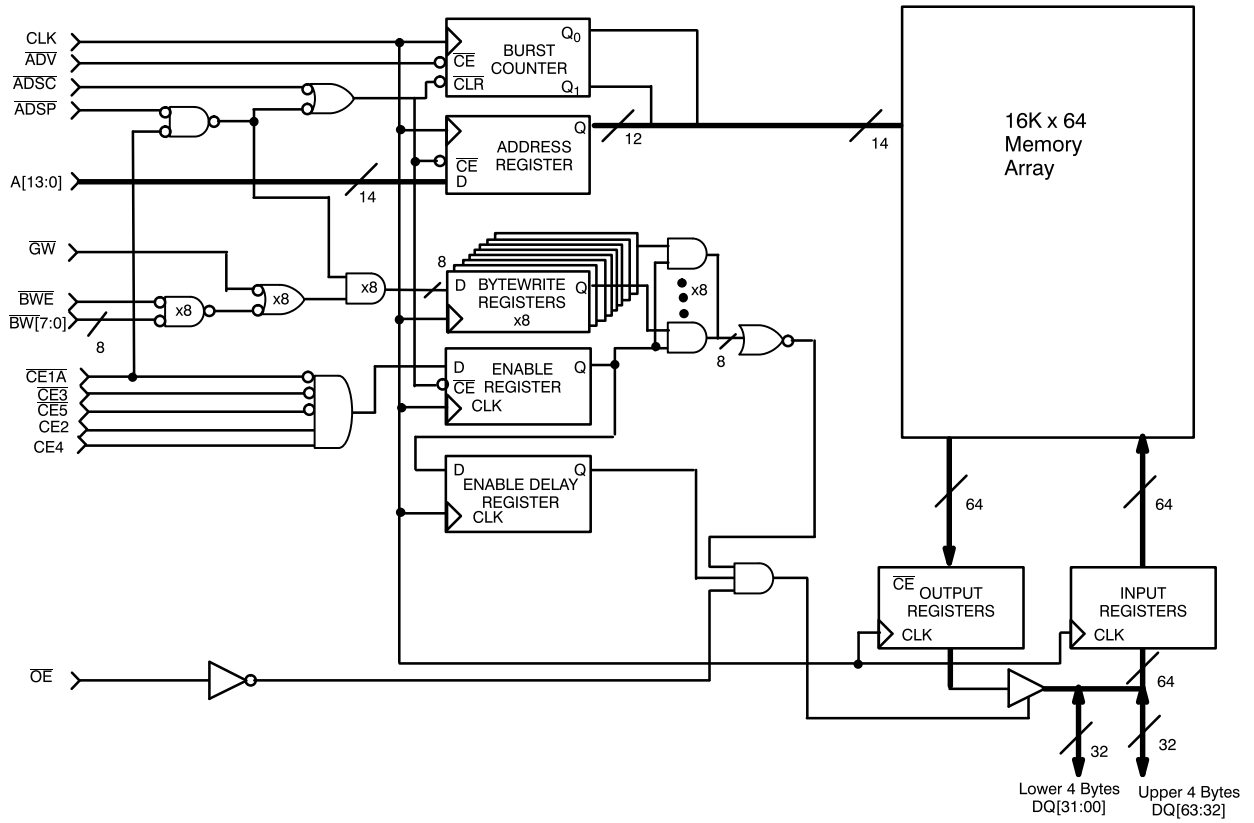 CLK
ADV
ADSC
ADSP
A[13:0]
14
GW
BWE
BW[7:0]
8
x8
x8
x8
8
CE1A
CE3
CE5
CE2
CE4
OE
BURST
COUNTER
CE
CLR
Q0
Q1
ADDRESS
REGISTER
Q
CE
D
12
14
16K x 64
Memory
Array
D
BYTEWRITE
REGISTERS
x8
Q
x8
8
D
ENABLE
REGISTER
Q
CE
CLK
D
Q
ENABLE DELAY
REGISTER
CLK
64
64
CE
OUTPUT
REGISTERS
CLK
INPUT
REGISTERS
CLK
64
32
32
Lower 4 Bytes
DQ[31:00]
Upper 4 Bytes
DQ[63:32]